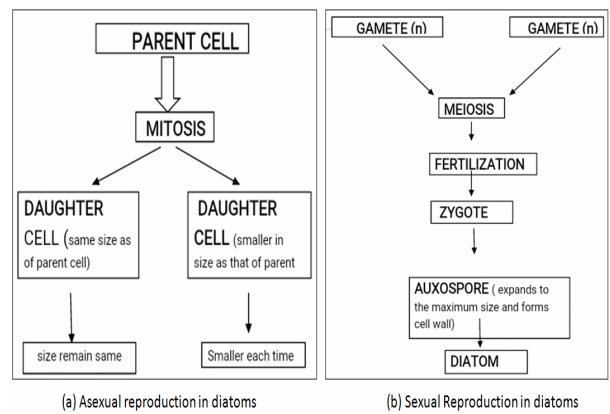 PARENT CELL
MITOSIS
DAUGHTER
CELL (same size as
of parent cell)
DAUGHTER
CELL (smaller in
size as that of parent
size remain same
Smaller each time
(a) Asexual reproduction in diatoms
GAMETE (n)
GAMETE (n)
MEIOSIS
FERTILIZATION
ZYGOTE
AUXOSPORE ( expands to
the maximum size and forms
cell wall)
DIATOM
(b) Sexual Reproduction in diatoms